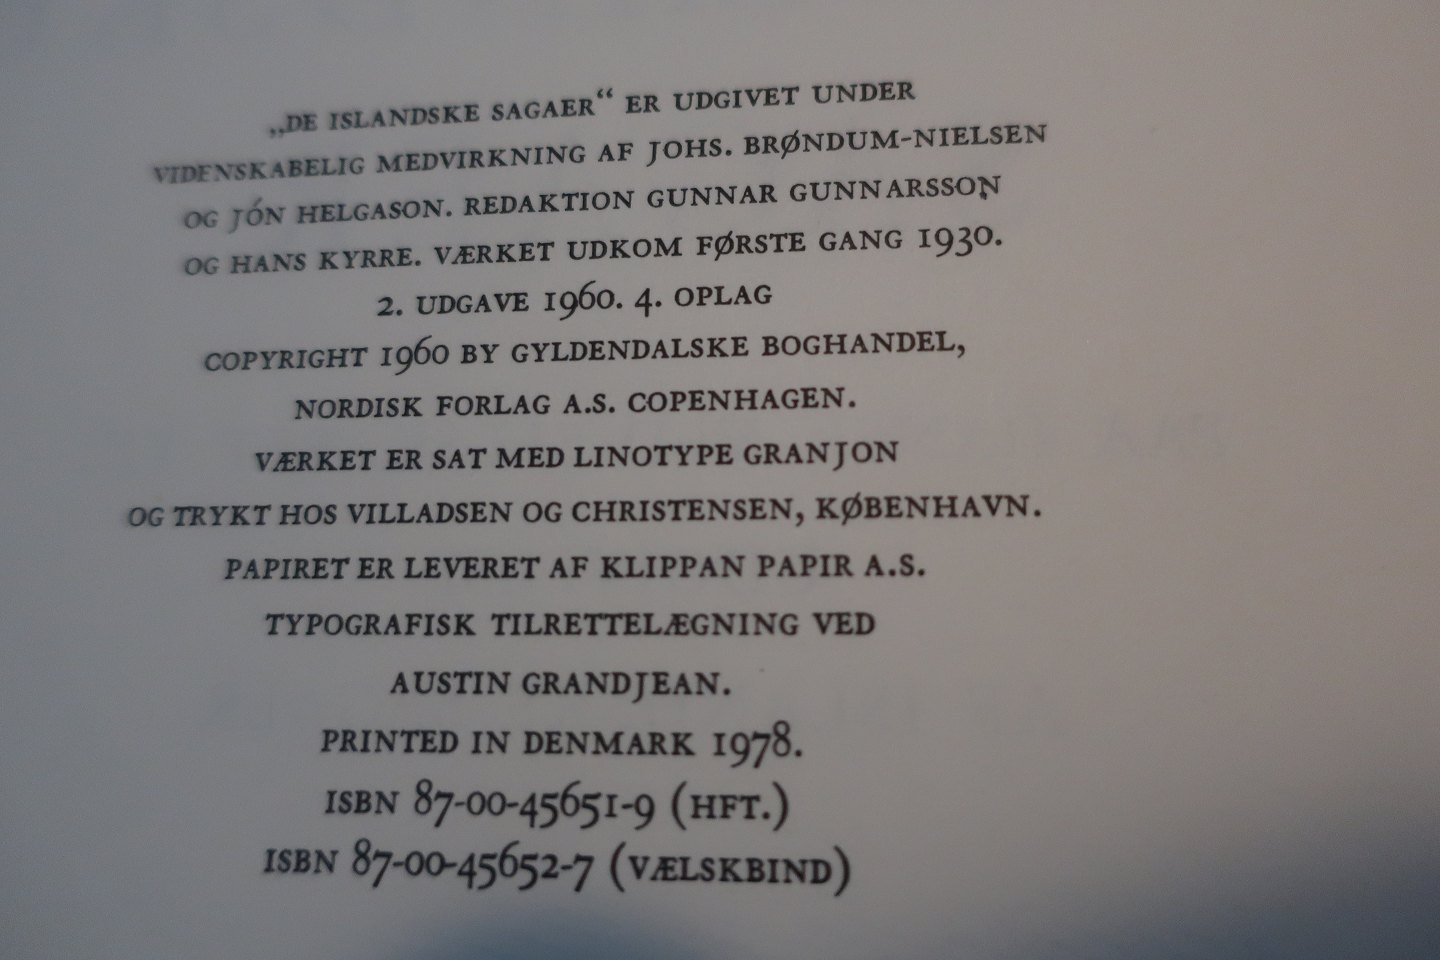 „DE ISLANDSKE SAGAER“ ER UDGIVET UNDER
VIDENSKABELIG MEDVIRKNING AF JOHS. BRØNDUM-NIELSEN
OG JÓN HELGASON. REDAKTION GUNNAR GUNNARSSON
OG HANS KYRRE. VÆRKET UDKOM FØRSTE GANG 1930.
2. UDGAVE 1960. 4. OPLAG
COPYRIGHT 1960 BY GYLDENDALSKE BOGHANDEL,
NORDISK FORLAG A.S. COPENHAGEN.
VÆRKET ER SAT MED LINOTYPE GRANJON
OG TRYKT HOS VILLADSEN OG CHRISTENSEN, KØBENHAVN.
PAPIRET ER LEVERET AF KLIPPAN PAPIR A.S.
TYPOGRAFISK TILRETTELÆGNING VED
AUSTIN GRANDJEAN.
PRINTED IN DENMARK 1978.
ISBN 87-00-45651-9 (HFT.)
ISBN 87-00-45652-7 (VÆLSKBIND)